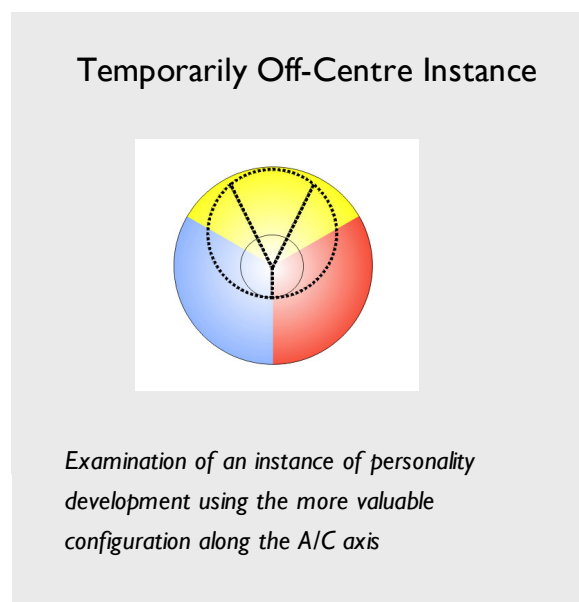 Temporarily Off-Centre Instance
Examination of an instance of personality
development using the more valuable
configuration along the A/C axis